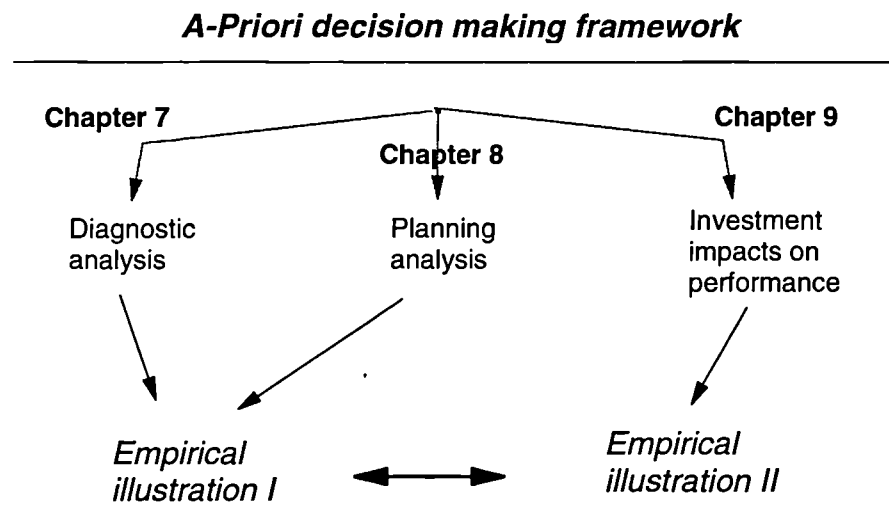 A-Priori decision making framework
Chapter 7
Chapter 9
Chapter 8
Diagnostic
analysis
Planning
analysis
Investment
impacts on
performance
Empirical
illustration I
Empirical
illustration II